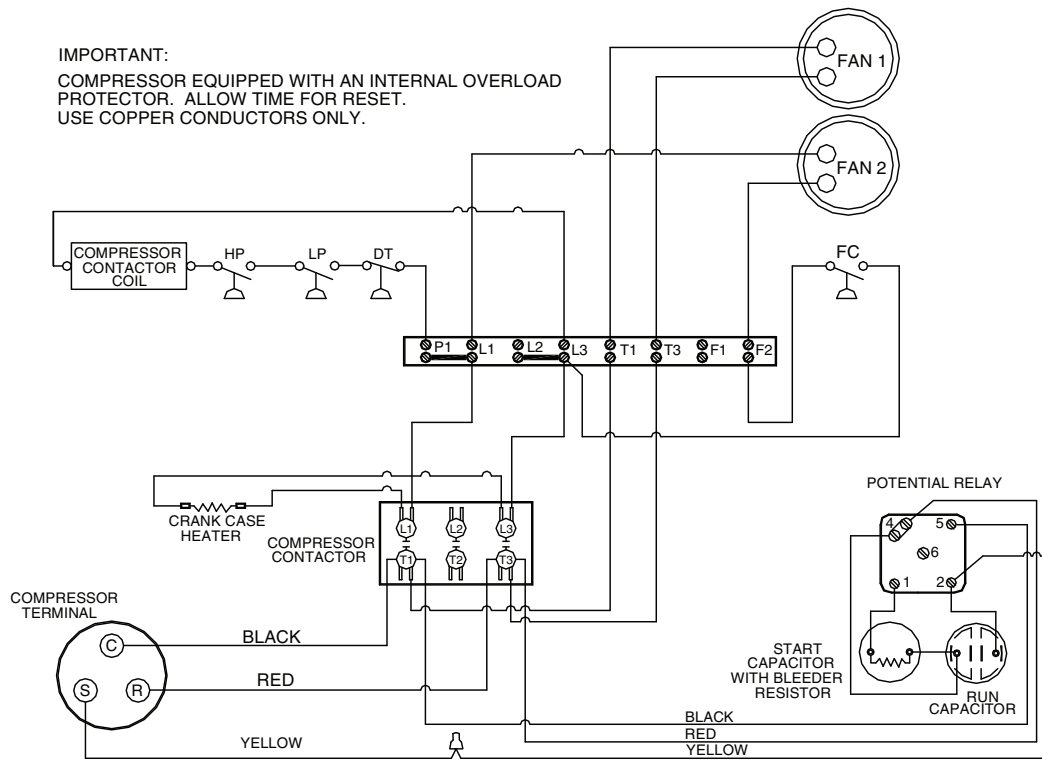 IMPORTANT:
COMPRESSOR EQUIPPED WITH AN INTERNAL OVERLOAD
PROTECTOR. ALLOW TIME FOR RESET.
USE COPPER CONDUCTORS ONLY.
FAN 1
FAN 2
COMPRESSOR
CONTACTOR
COIL
HP
LP
DT
FC
P1
L1
L2
L3
T1
T3
F1
F2
CRANK CASE
HEATER
COMPRESSOR
CONTACTOR
L1
L2
L3
T1
T2
T3
POTENTIAL RELAY
4
5
6
1
2
COMPRESSOR
TERMINAL
C
S
R
BLACK
RED
START
CAPACITOR
WITH BLEEDER
RESISTOR
RUN
CAPACITOR
BLACK
RED
YELLOW
YELLOW